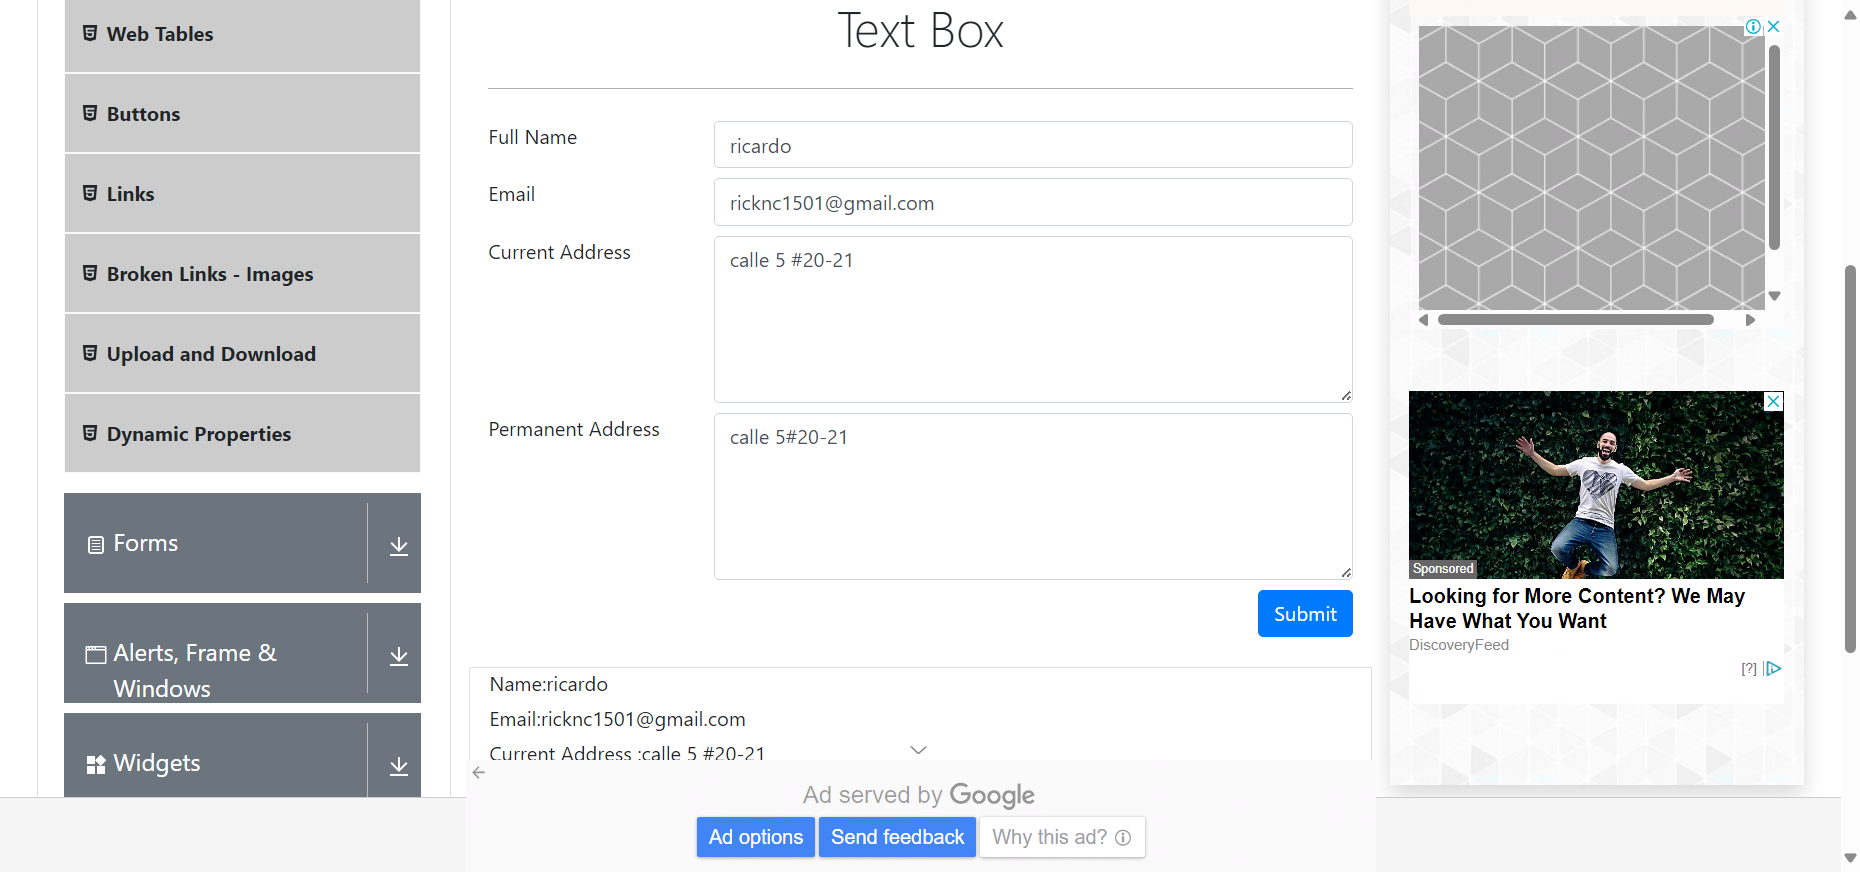 Web Tables
Buttons
Links
Broken Links - Images
Upload and Download
Dynamic Properties
Forms
Alerts, Frame &
Windows
Widgets
Text Box
Full Name
ricardo
Email
ricknc1501@gmail.com
Current Address
calle 5 #20-21
Permanent Address
calle 5#20-21
Submit
Name:ricardo
Email:ricknc1501@gmail.com
Current Address :calle 5 #20-21
Ad served by Google
Ad options
Send feedback
Why this ad?
Sponsored
Looking for More Content? We May
Have What You Want
DiscoveryFeed
[?]